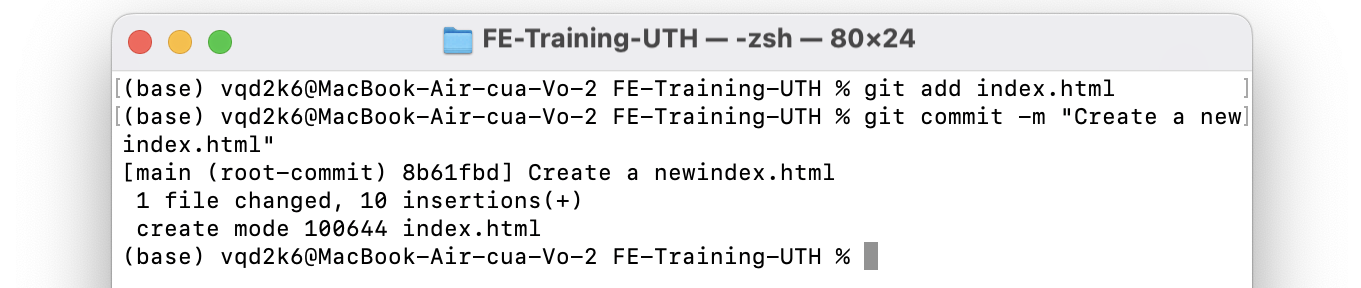 FE-Training-UTH — -zsh — 80×24
[(base) vqd2k6@MacBook-Air-cua-Vo-2 FE-Training-UTH % git add index.html ]
[(base) vqd2k6@MacBook-Air-cua-Vo-2 FE-Training-UTH % git commit -m "Create a new]
index.html"
[main (root-commit) 8b61fbd] Create a newindex.html
1 file changed, 10 insertions(+)
create mode 100644 index.html
(base) vqd2k6@MacBook-Air-cua-Vo-2 FE-Training-UTH %